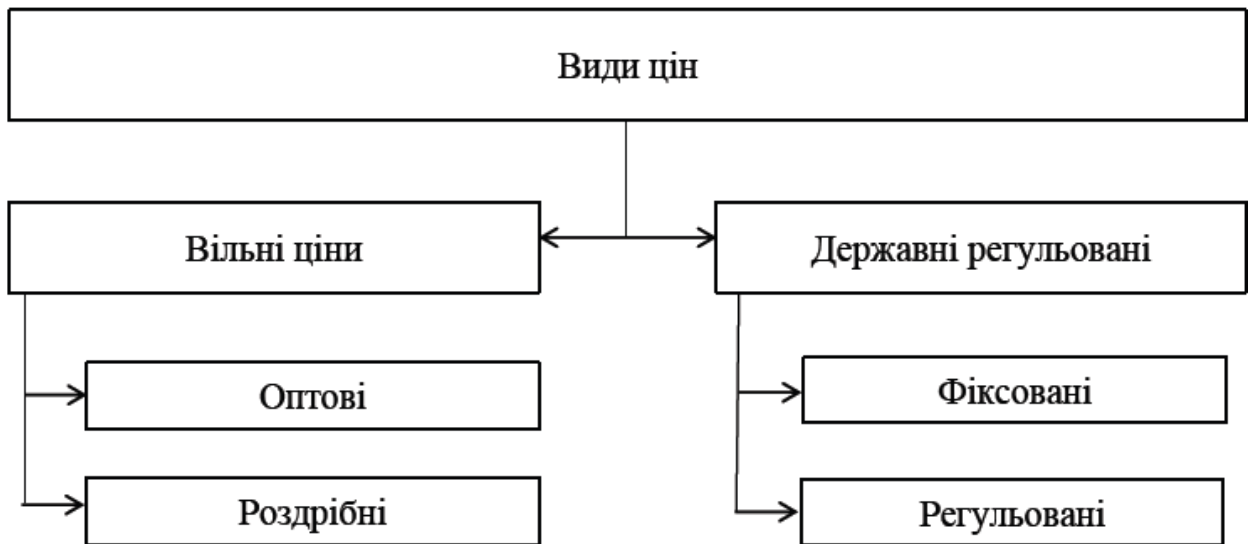 Види цін
Вільні ціни
Державні регульовані
Оптові
Фіксовані
Роздрібні
Регульовані